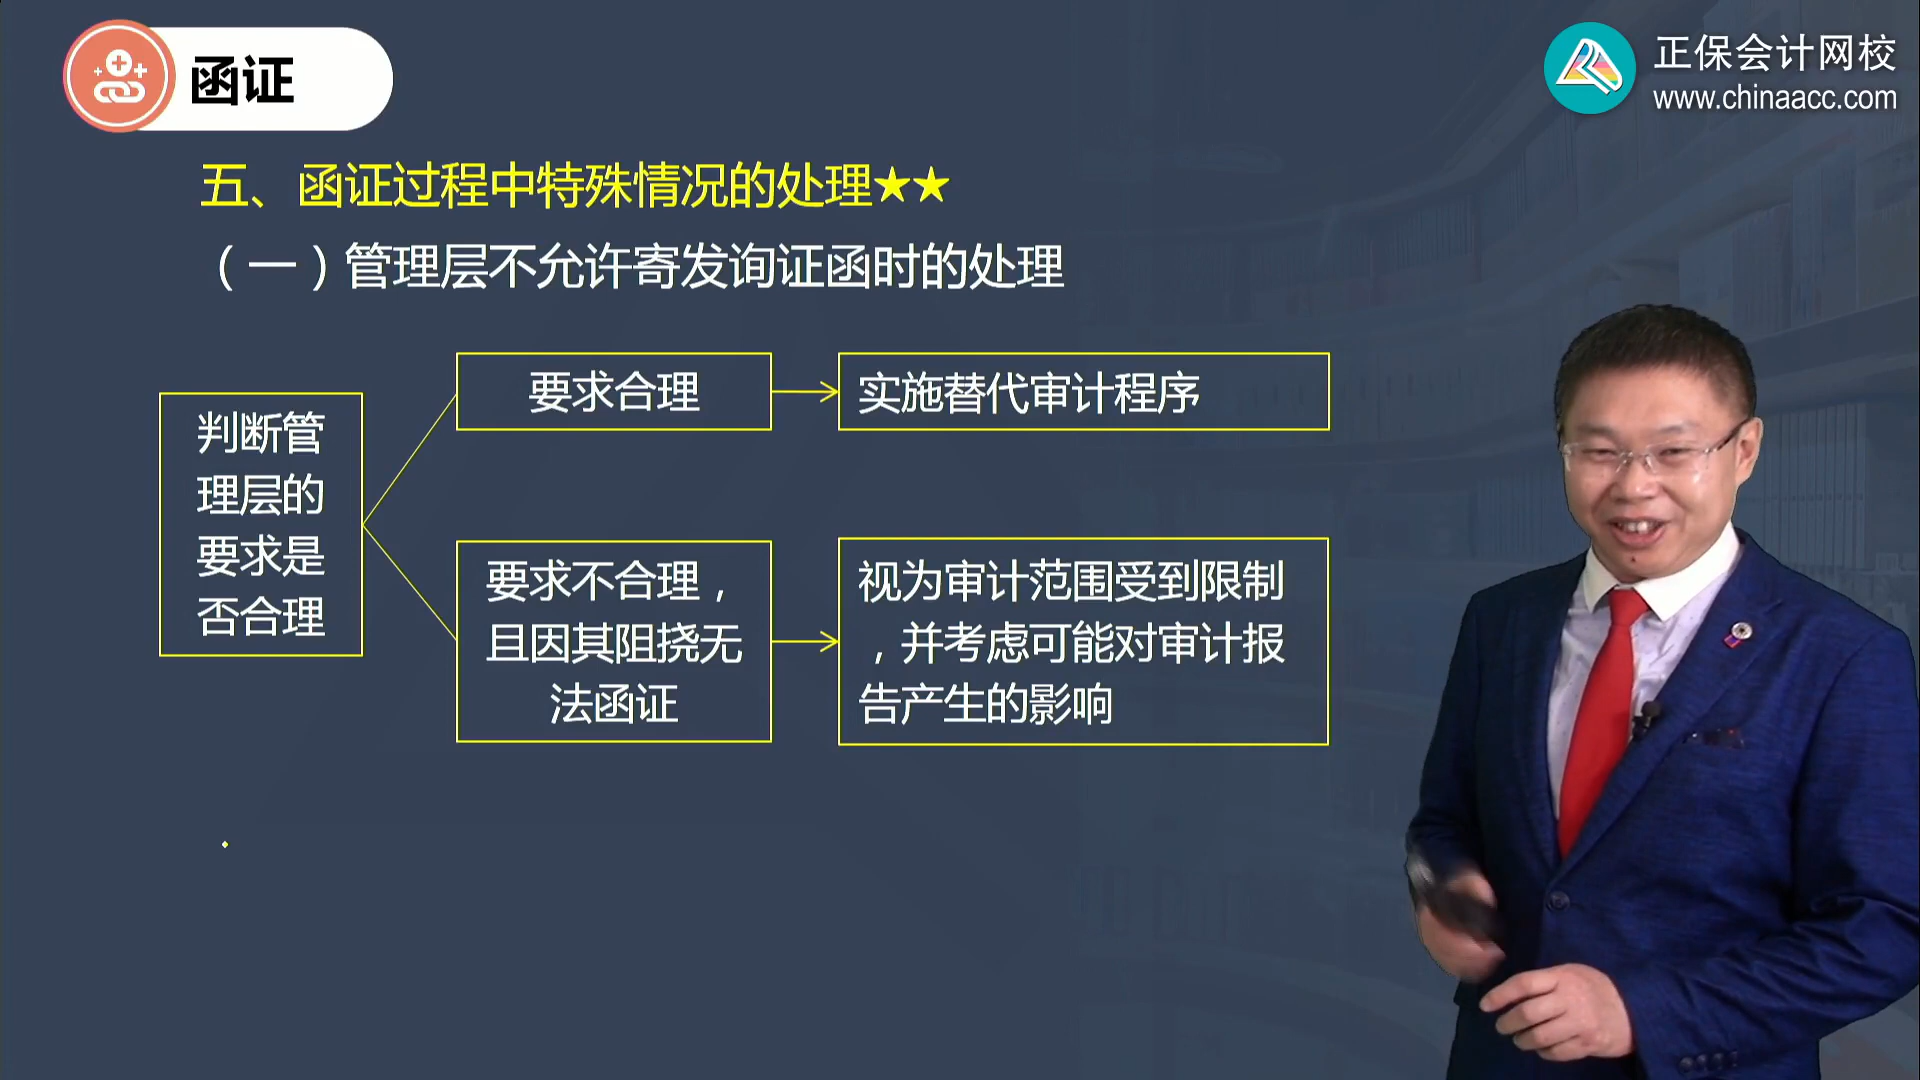 函证
正保会计网校
www.chinaacc.com
五、函证过程中特殊情况的处理★★
（一）管理层不允许寄发询证函时的处理
判断管
理层的
要求是
否合理
要求合理
实施替代审计程序
要求不合理，
且因其阻挠无
法函证
视为审计范围受到限制
，并考虑可能对审计报
告产生的影响